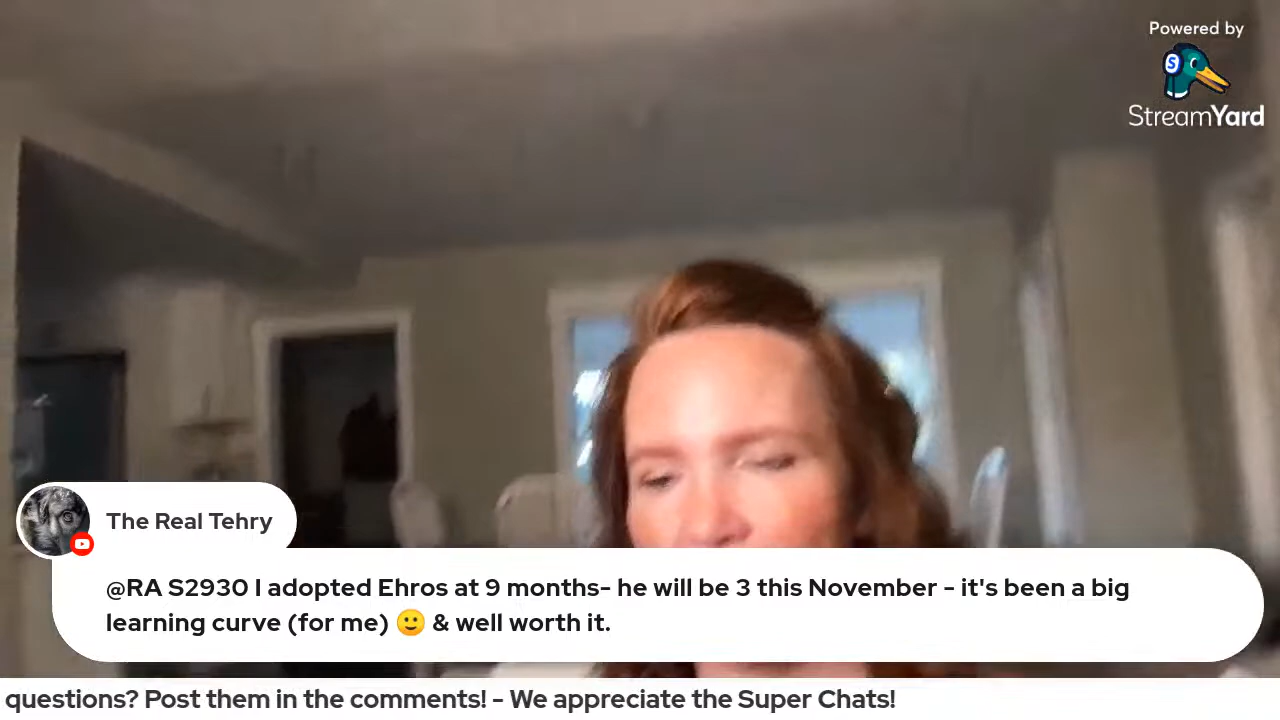 Powered by
StreamYard
The Real Tehry
@RA S2930 I adopted Ehros at 9 months- he will be 3 this November - it's been a big
learning curve (for me) 🙂 & well worth it.
questions? Post them in the comments! - We appreciate the Super Chats!